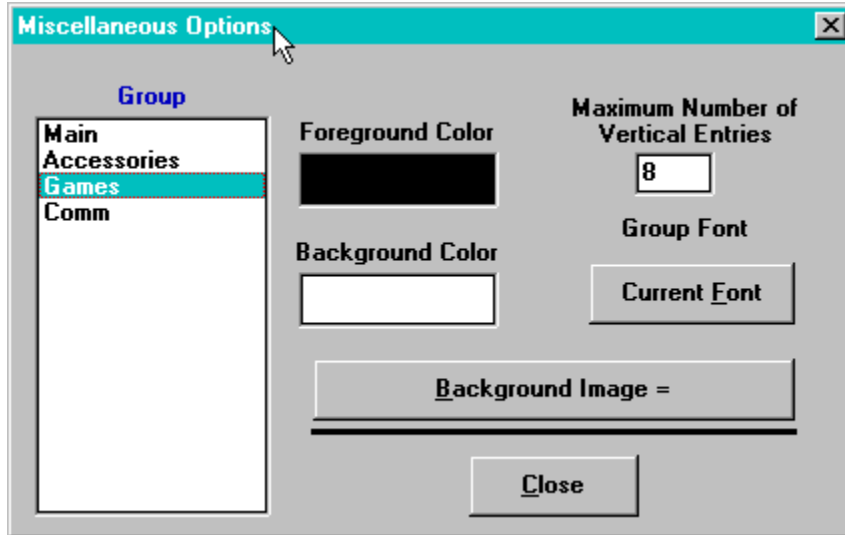 Miscellaneous Options
Group
Main
Accessories
Games
Comm
Foreground Color
Background Color
Maximum Number of
Vertical Entries
8
Group Font
Current Font
Background Image =
Close